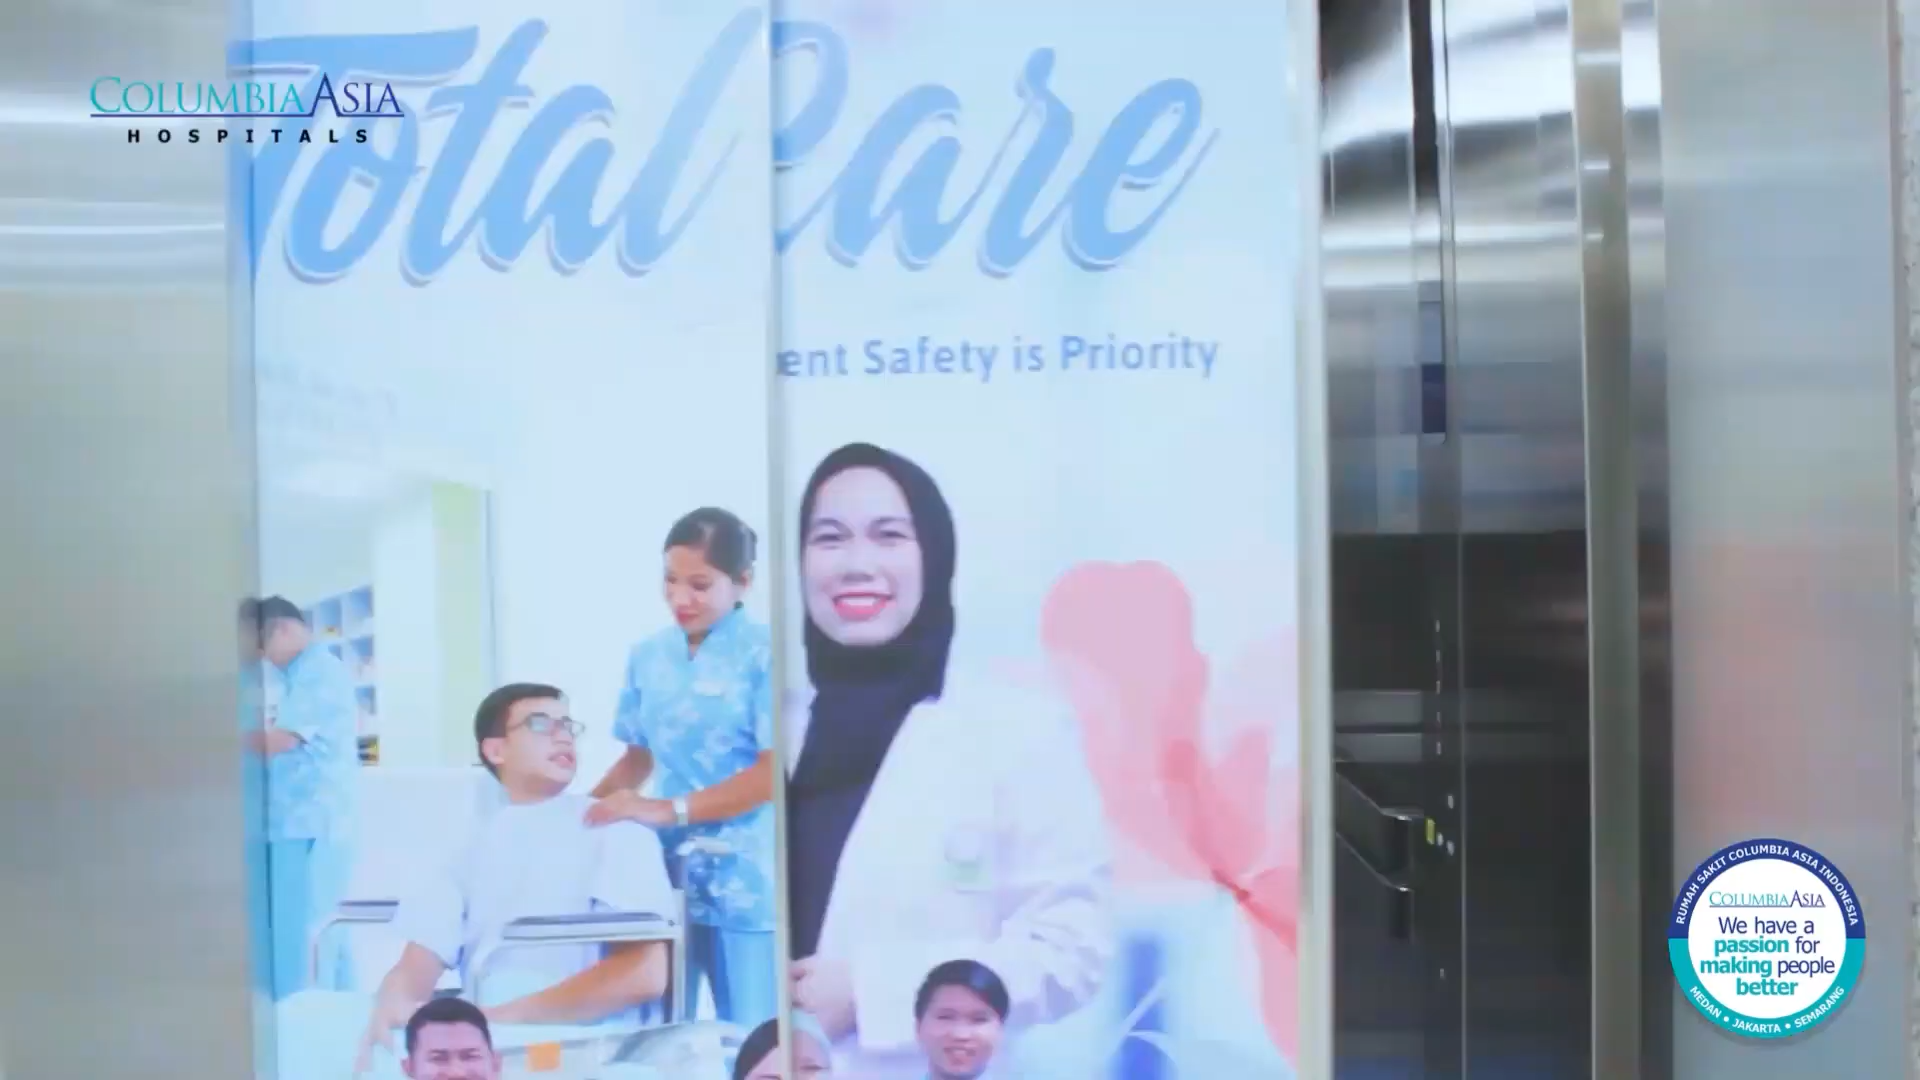 COLUMBIA ASIA
HOSPITALS
Total Care
ent Safety is Priority
RUMAH SAKIT COLUMBIA ASIA INDONESIA
COLUMBIA ASIA
We have a
passion for
making people
better
MEDAN • JAKARTA • SEMARANG